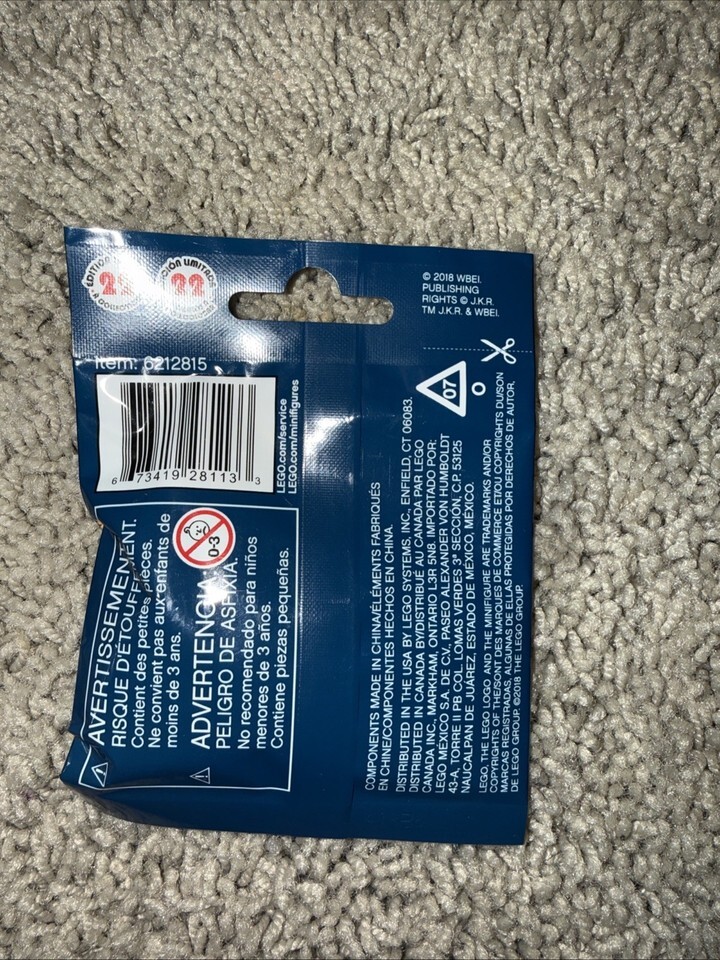 22
22
© 2018 WBEI.
PUBLISHING
RIGHTS © J.K.R.
TM J.K.R. & WBEI.
Item: 6212815
6 73419 28113 3
LEGO.com/service
LEGO.com/minifigures
07
O
AVERTISSEMENT.
RISQUE D'ÉTOUFFEMENT.
Contient des petites pièces.
Ne convient pas aux enfants de
moins de 3 ans.
0-3
ADVERTENCIA:
PELIGRO DE ASFIXIA.
No recomendado para niños
menores de 3 años.
Contiene piezas pequeñas.
COMPONENTS MADE IN CHINA/ÉLÉMENTS FABRIQUÉS
EN CHINE/COMPONENTES HECHOS EN CHINA.
DISTRIBUTED IN THE USA BY LEGO SYSTEMS, INC., ENFIELD, CT 06083.
DISTRIBUTED IN CANADA BY/DISTRIBUÉ AU CANADA PAR LEGO
CANADA INC., MARKHAM, ONTARIO L3R 5N8. IMPORTADO POR:
LEGO MÉXICO S.A. DE C.V., PASEO ALEXANDER VON HUMBOLDT
43-A, TORRE II PB COL. LOMAS VERDES 3ª SECCIÓN, C.P. 53125
NAUCALPAN DE JUÁREZ, ESTADO DE MÉXICO, MÉXICO.
LEGO, THE LEGO LOGO AND THE MINIFIGURE ARE TRADEMARKS AND/OR
COPYRIGHTS OF THE/SONT DES MARQUES DE COMMERCE ET/OU COPYRIGHTS DU/SON
MARCAS REGISTRADAS, ALGUNAS DE ELLAS PROTEGIDAS POR DERECHOS DE AUTOR,
DE LEGO GROUP. ©2018 THE LEGO GROUP.